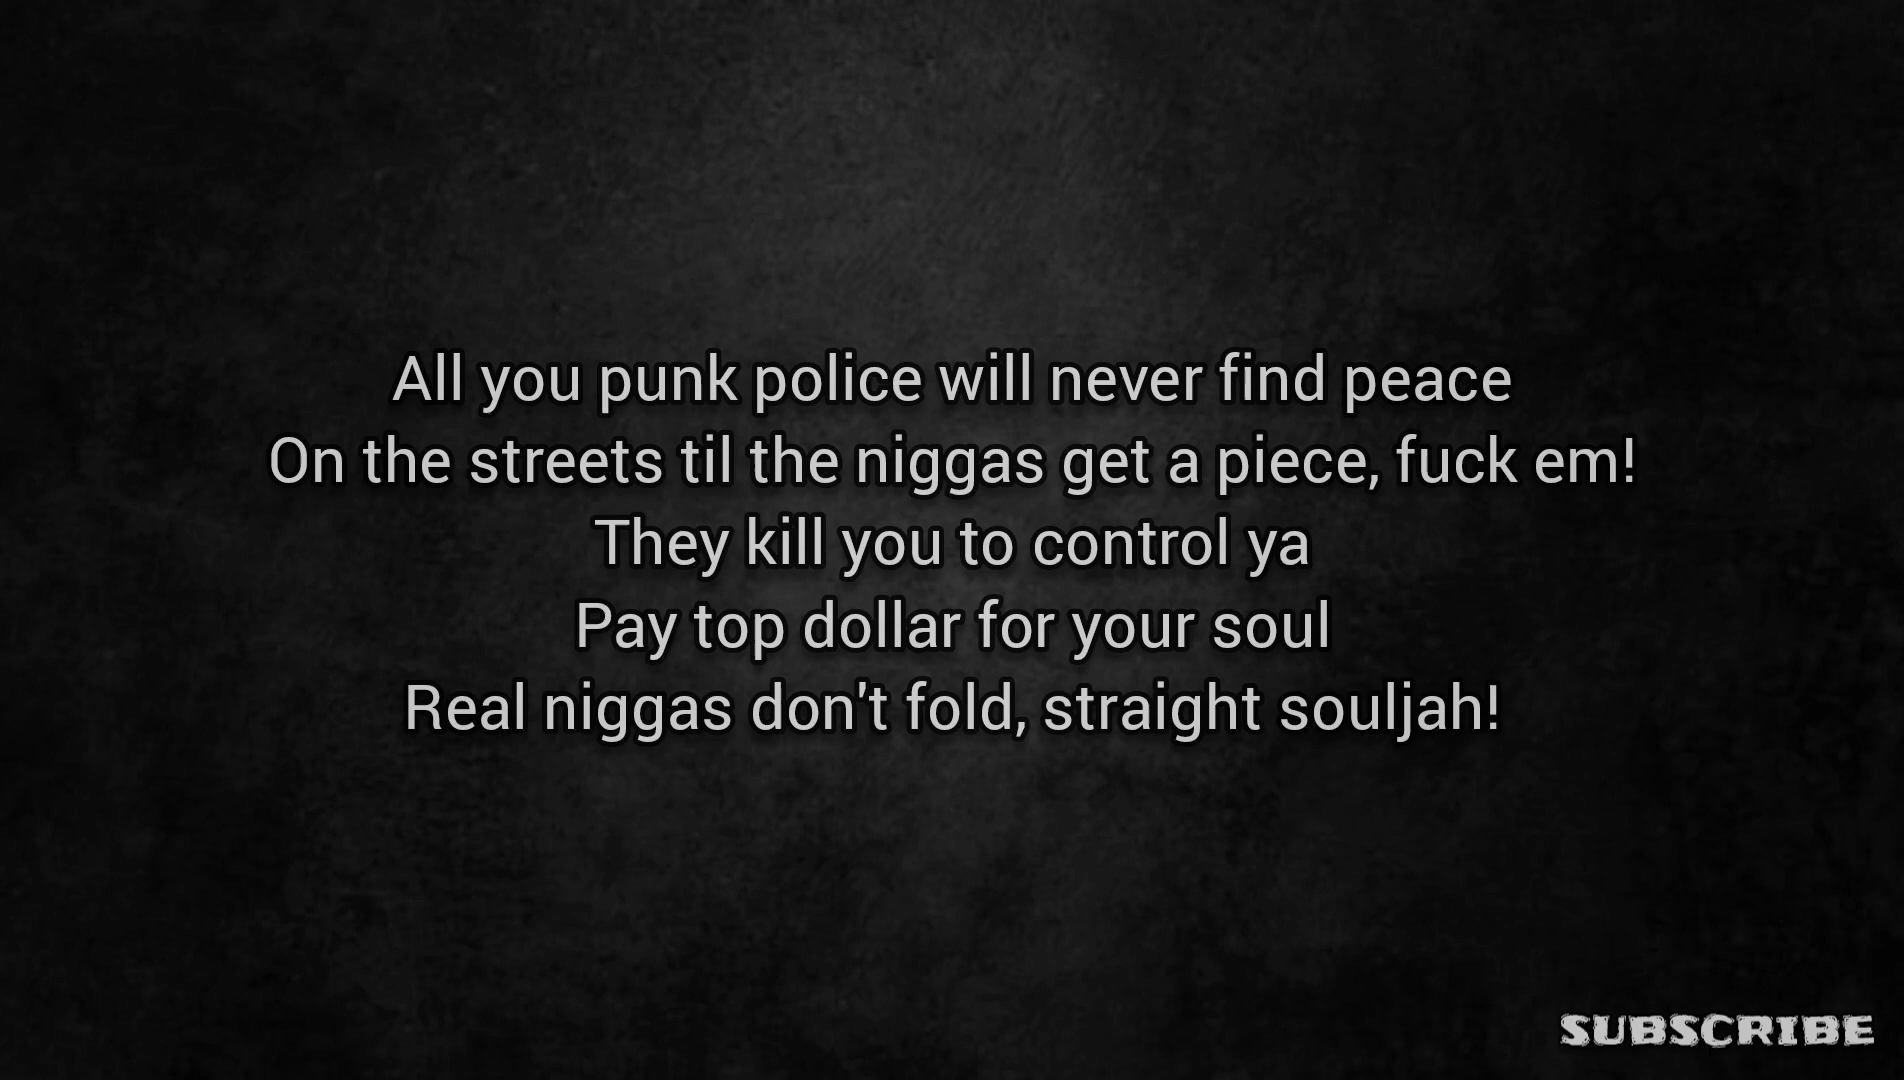 All you punk police will never find peace
On the streets til the niggas get a piece, fuck em!
They kill you to control ya
Pay top dollar for your soul
Real niggas don't fold, straight souljah!
SUBSCRIBE